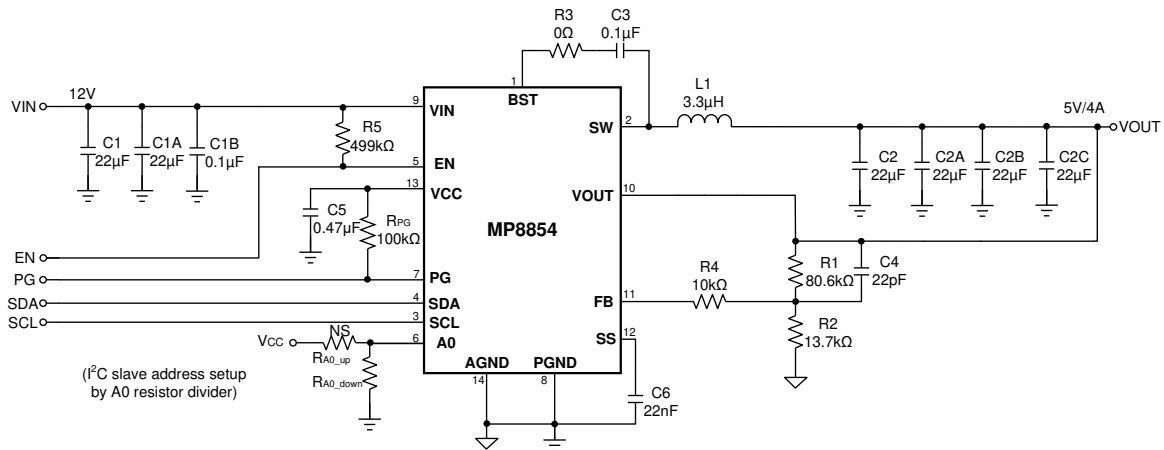 R3
0Ω
C3
0.1µF
1
BST
L1
3.3µH
5V/4A
VOUT
VIN
12V
9
VIN
SW
2
C1
22µF
C1A
22µF
C1B
0.1µF
R5
499kΩ
5
EN
13
VCC
VOUT
10
C2
22µF
C2A
22µF
C2B
22µF
C2C
22µF
C5
0.47µF
RPG
100kΩ
MP8854
EN
PG
7
PG
R4
10kΩ
R1
80.6kΩ
C4
22pF
SDA
4
SDA
FB
11
SCL
3
SCL
R2
13.7kΩ
VCC
NS
6
A0
SS
12
RA0_up
RA0_down
AGND
PGND
14
8
(I²C slave address setup
by A0 resistor divider)
C6
22nF